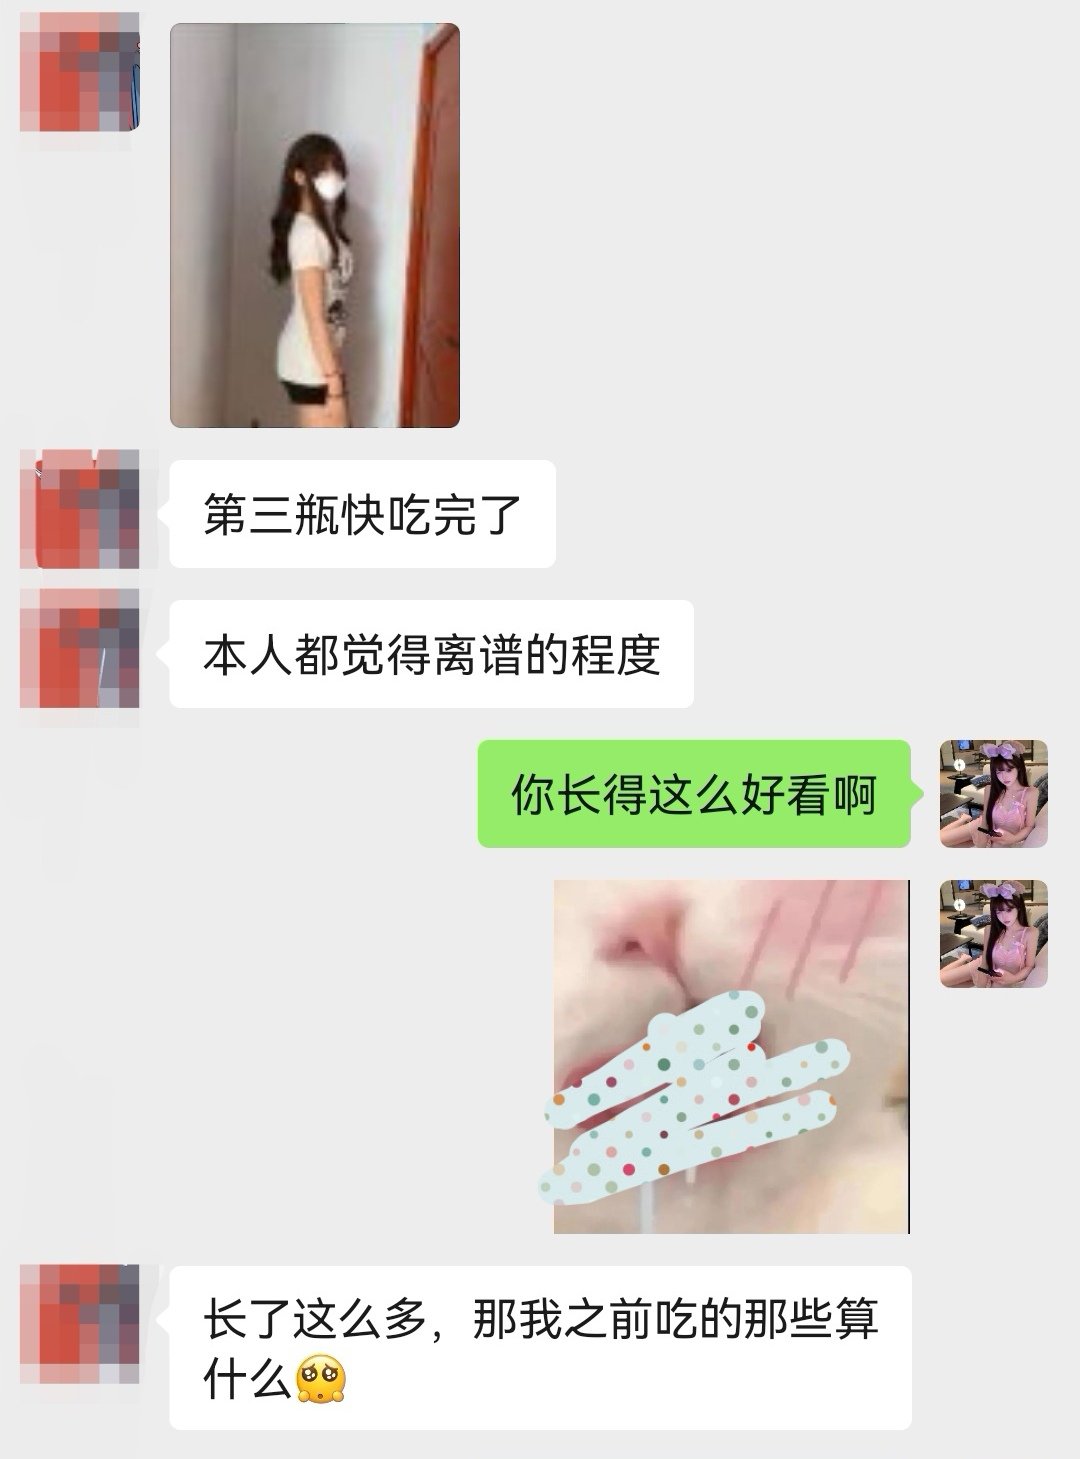 第三瓶快吃完了
本人都觉得离谱的程度
你长得这么好看啊
长了这么多，那我之前吃的那些算
什么🥺